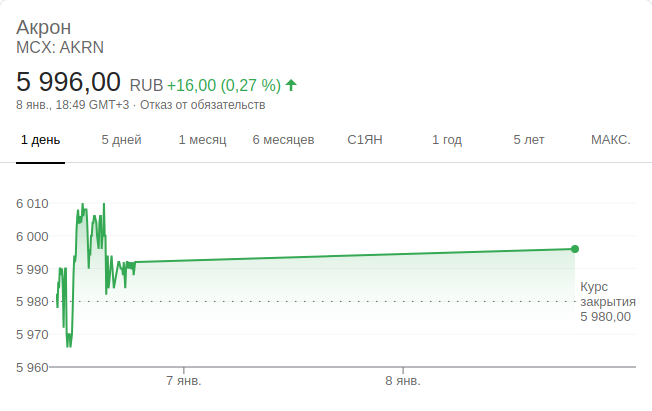 Акрон
MCX: AKRN
5 996,00 RUB +16,00 (0,27 %)
8 янв., 18:49 GMT+3 · Отказ от обязательств
1 день 5 дней 1 месяц 6 месяцев С1ЯН 1 год 5 лет МАКС.
6 010
6 000
5 990
5 980
5 970
5 960
Курс
закрытия
5 980,00
7 янв. 8 янв.